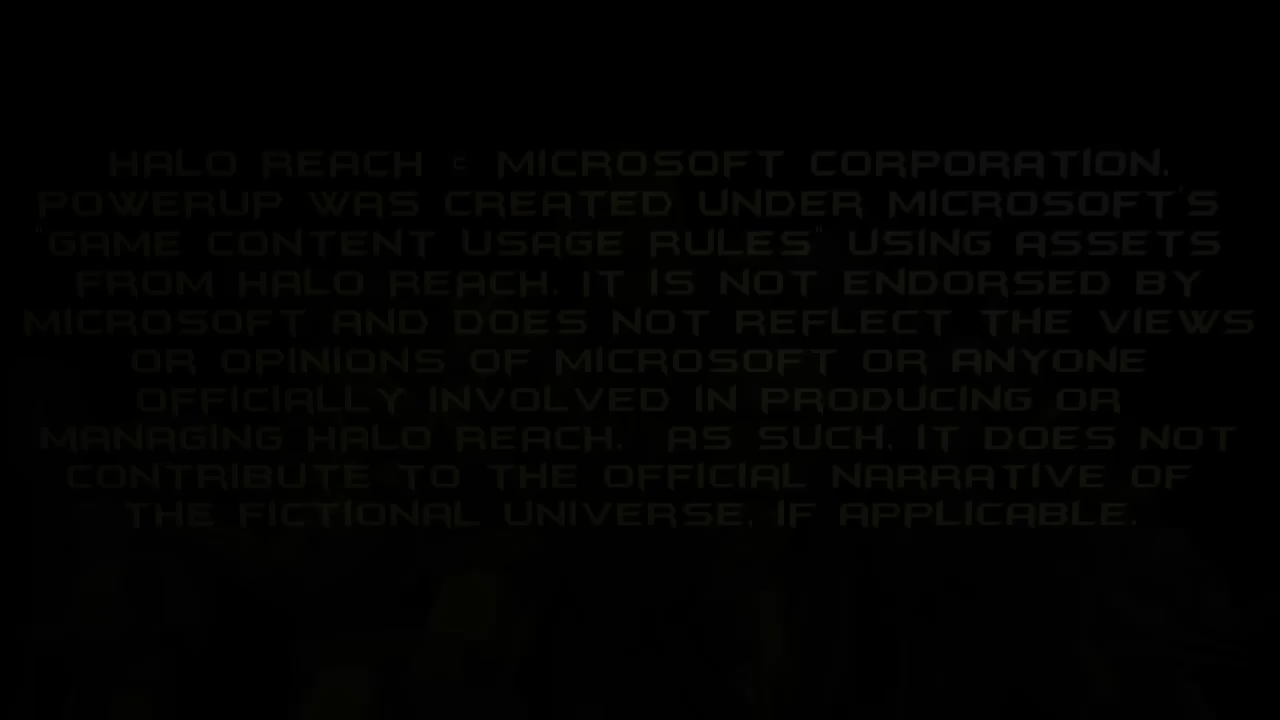 HALO REACH © MICROSOFT CORPORATION.
POWERUP WAS CREATED UNDER MICROSOFT'S
"GAME CONTENT USAGE RULES" USING ASSETS
FROM HALO REACH. IT IS NOT ENDORSED BY
MICROSOFT AND DOES NOT REFLECT THE VIEWS
OR OPINIONS OF MICROSOFT OR ANYONE
OFFICIALLY INVOLVED IN PRODUCING OR
MANAGING HALO REACH. AS SUCH, IT DOES NOT
CONTRIBUTE TO THE OFFICIAL NARRATIVE OF
THE FICTIONAL UNIVERSE, IF APPLICABLE.